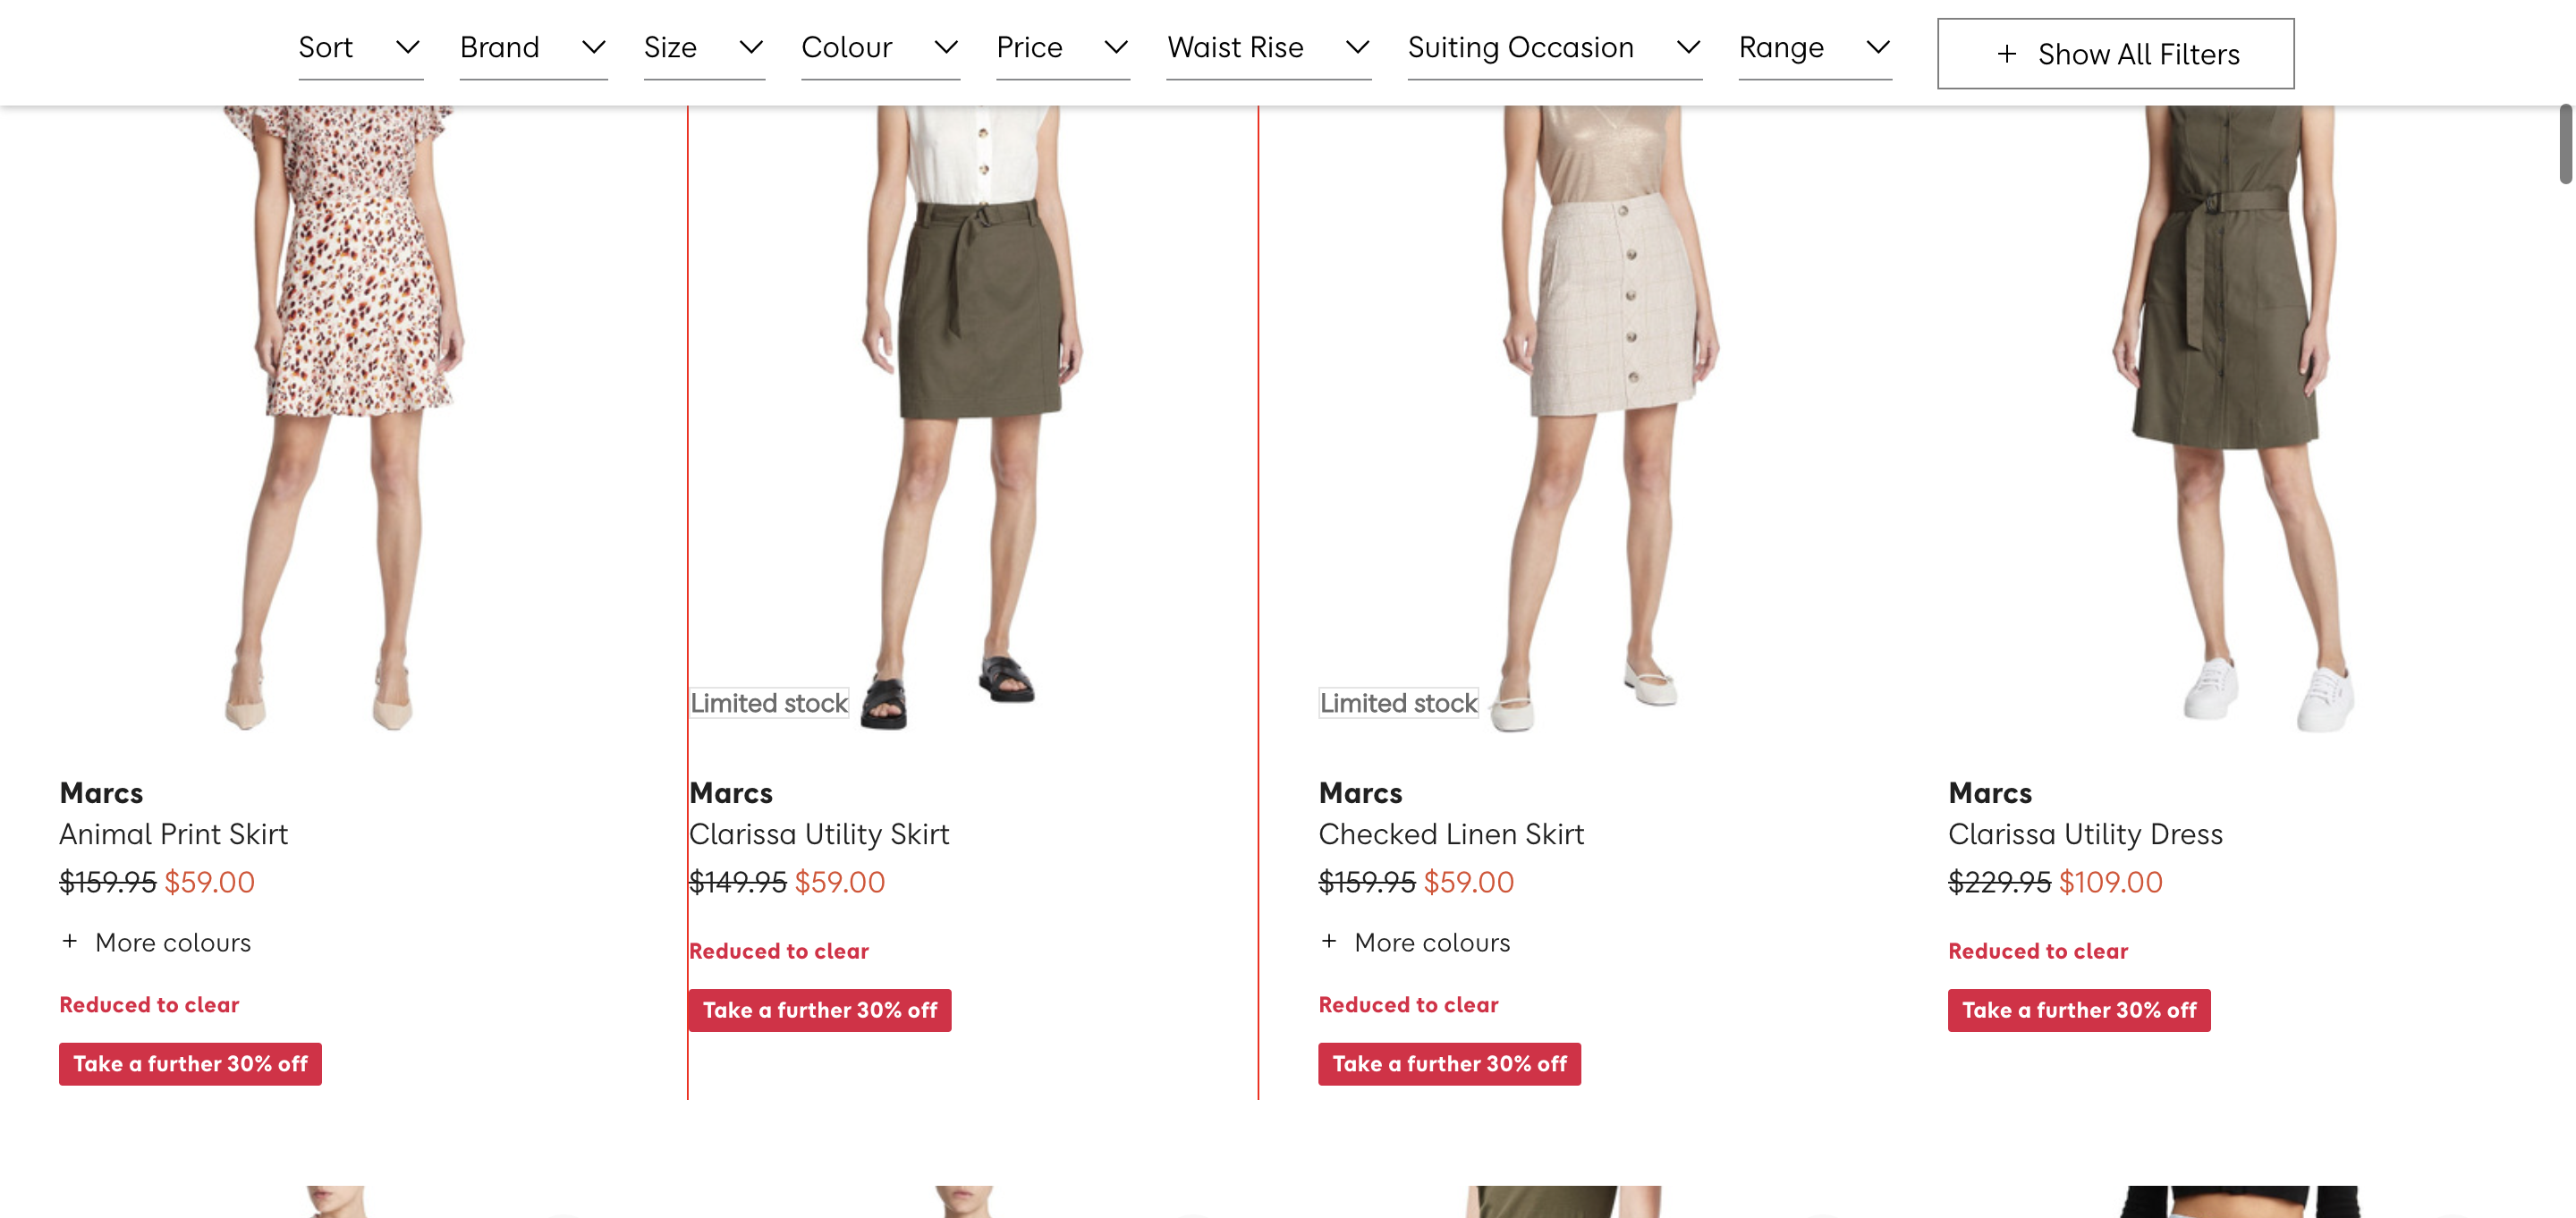 Sort
Brand
Size
Colour
Price
Waist Rise
Suiting Occasion
Range
+ Show All Filters
Limited stock
Limited stock
Marcs
Animal Print Skirt
$159.95 $59.00
+ More colours
Reduced to clear
Take a further 30% off
Marcs
Clarissa Utility Skirt
$149.95 $59.00
Reduced to clear
Take a further 30% off
Marcs
Checked Linen Skirt
$159.95 $59.00
+ More colours
Reduced to clear
Take a further 30% off
Marcs
Clarissa Utility Dress
$229.95 $109.00
Reduced to clear
Take a further 30% off